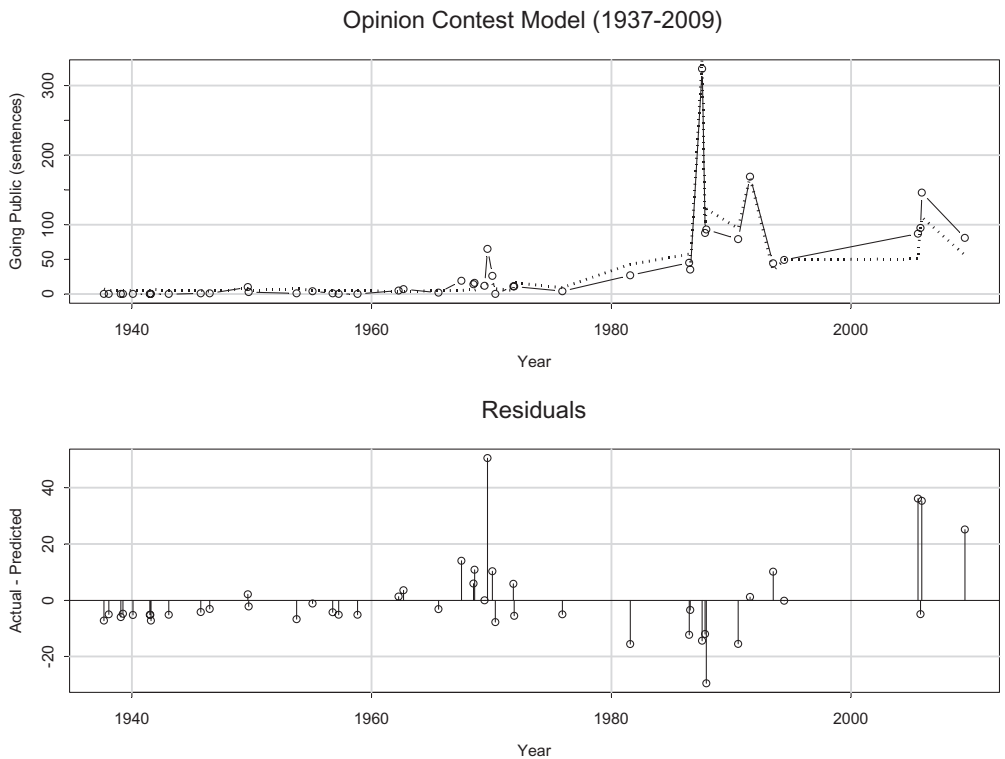 Opinion Contest Model (1937-2009)
Going Public (sentences)
300
200
100
50
0
1940
1960
1980
2000
Year
Residuals
Actual - Predicted
40
20
0
-20
1940
1960
1980
2000
Year